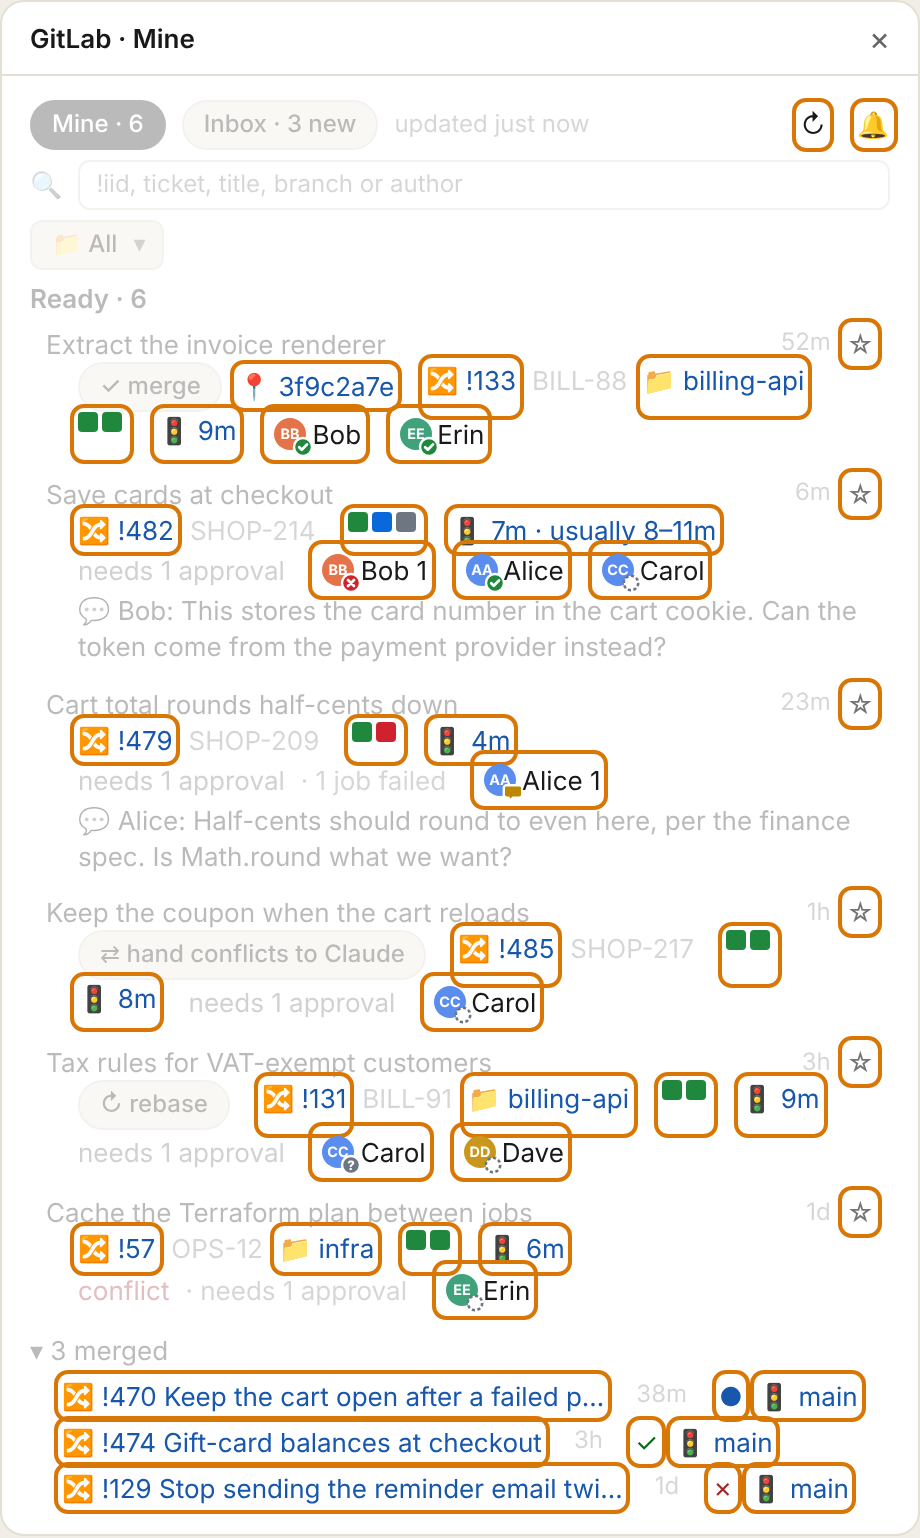 GitLab · Mine ×
Mine · 6 Inbox · 3 new updated just now ↻ 🔔
🔍 !iid, ticket, title, branch or author
📁 All ▾
Ready · 6
Extract the invoice renderer 52m ☆
✓ merge 📍 3f9c2a7e 🔀 !133 BILL-88 📁 billing-api
🚦 9m BB Bob EE Erin
Save cards at checkout 6m ☆
🔀 !482 SHOP-214 🚦 7m · usually 8–11m
needs 1 approval BB Bob 1 AA Alice CC Carol
💬 Bob: This stores the card number in the cart cookie. Can the
token come from the payment provider instead?
Cart total rounds half-cents down 23m ☆
🔀 !479 SHOP-209 🚦 4m
needs 1 approval · 1 job failed AA Alice 1
💬 Alice: Half-cents should round to even here, per the finance
spec. Is Math.round what we want?
Keep the coupon when the cart reloads 1h ☆
⇄ hand conflicts to Claude 🔀 !485 SHOP-217
🚦 8m needs 1 approval CC Carol
Tax rules for VAT-exempt customers 3h ☆
↻ rebase 🔀 !131 BILL-91 📁 billing-api 🚦 9m
needs 1 approval CC Carol ? DD Dave
Cache the Terraform plan between jobs 1d ☆
🔀 !57 OPS-12 📁 infra 🚦 6m
conflict · needs 1 approval EE Erin
▾ 3 merged
🔀 !470 Keep the cart open after a failed p… 38m 🚦 main
🔀 !474 Gift-card balances at checkout 3h ✓ 🚦 main
🔀 !129 Stop sending the reminder email twi… 1d ✕ 🚦 main